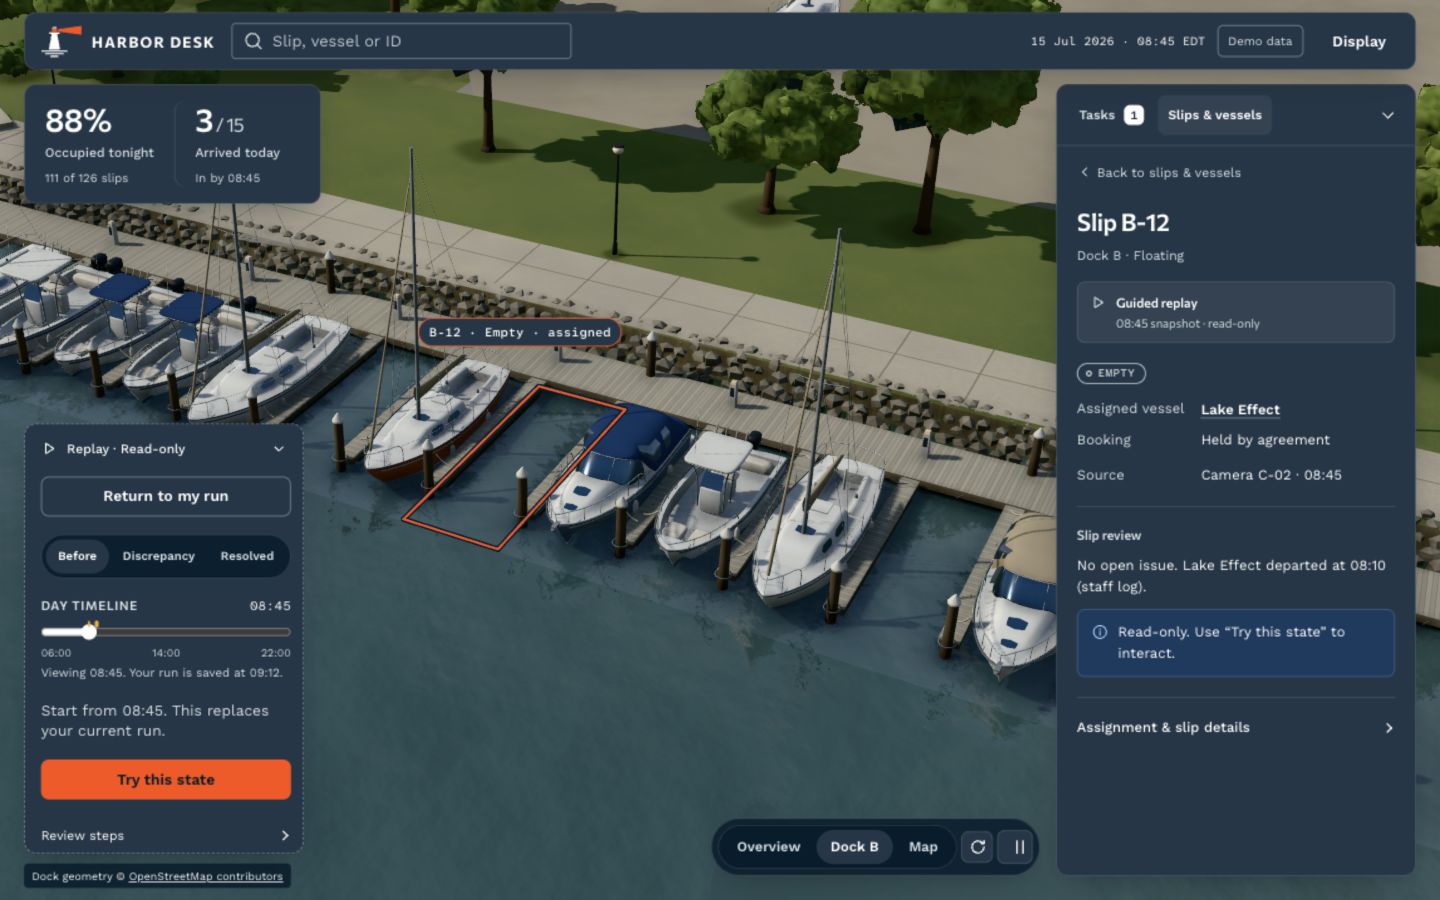 HARBOR DESK
Slip, vessel or ID
15 Jul 2026 · 08:45 EDT
Demo data
Display
88%
Occupied tonight
111 of 126 slips
3 / 15
Arrived today
In by 08:45
B-12 · Empty · assigned
Replay · Read-only
Return to my run
Before
Discrepancy
Resolved
DAY TIMELINE
08:45
06:00
14:00
22:00
Viewing 08:45. Your run is saved at 09:12.
Start from 08:45. This replaces
your current run.
Try this state
Review steps
Dock geometry © OpenStreetMap contributors
Overview
Dock B
Map
Tasks 1
Slips & vessels
Back to slips & vessels
Slip B-12
Dock B · Floating
Guided replay
08:45 snapshot · read-only
EMPTY
Assigned vessel Lake Effect
Booking Held by agreement
Source Camera C-02 · 08:45
Slip review
No open issue. Lake Effect departed at 08:10
(staff log).
Read-only. Use “Try this state” to
interact.
Assignment & slip details